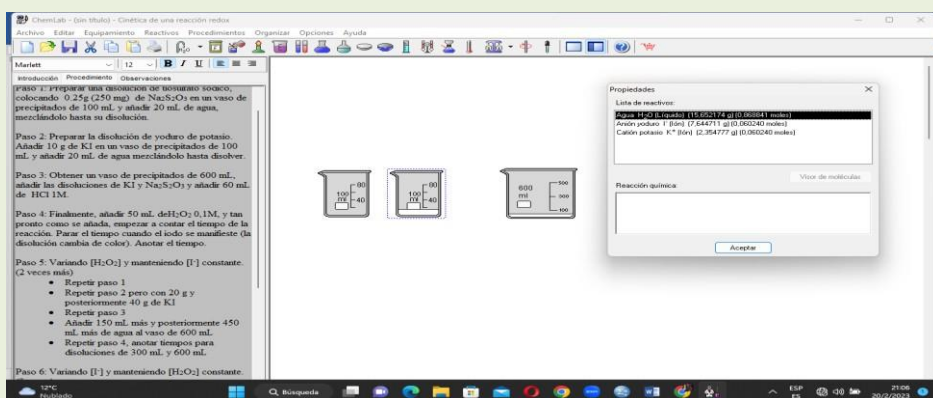 ChemLab - (sin título) - Cinética de una reacción redox
Archivo Editar Equipamiento Reactivos Procedimientos Organizar Opciones Ayuda
Marlett 12 B I U
Introducción Procedimiento Observaciones
Paso 1: Preparar una disolución de tiosulfato sódico,
colocando 0,25g (250 mg) de Na2S2O3 en un vaso de
precipitados de 100 mL y añadir 20 mL de agua,
mezclándolo hasta su disolución.
Paso 2: Preparar la disolución de yoduro de potasio.
Añadir 10 g de KI en un vaso de precipitados de 100
mL y añadir 20 mL de agua mezclándolo hasta disolver.
Paso 3: Obtener un vaso de precipitados de 600 mL,
añadir las disoluciones de KI y Na2S2O3 y añadir 60 mL
de HCl 1M.
Paso 4: Finalmente, añadir 50 mL deH2O2 0,1M, y tan
pronto como se añada, empezar a contar el tiempo de la
reacción. Parar el tiempo cuando el iodo se manifieste (la
disolución cambia de color). Anotar el tiempo.
Paso 5: Variando [H2O2] y manteniendo [I-] constante.
(2 veces más)
• Repetir paso 1
• Repetir paso 2 pero con 20 g y
posteriormente 40 g de KI
• Repetir paso 3
• Añadir 150 mL más y posteriormente 450
mL más de agua al vaso de 600 mL.
• Repetir paso 4, anotar tiempos para
disoluciones de 300 mL y 600 mL
Paso 6: Variando [I-] y manteniendo [H2O2] constante.
100 ml 80 40
100 ml 80 40
600 ml 500 300 100
Propiedades
Lista de reactivos:
Agua H2O (Líquido) (15,652174 g) (0,868841 moles)
Anión yoduro I- (Ión) (7,644711 g) (0,060240 moles)
Catión potasio K+ (Ión) (2,354777 g) (0,060240 moles)
Visor de moléculas
Reacción química:
Aceptar
12°C
Nublado
Búsqueda
ESP
ES
21:06
20/2/2023